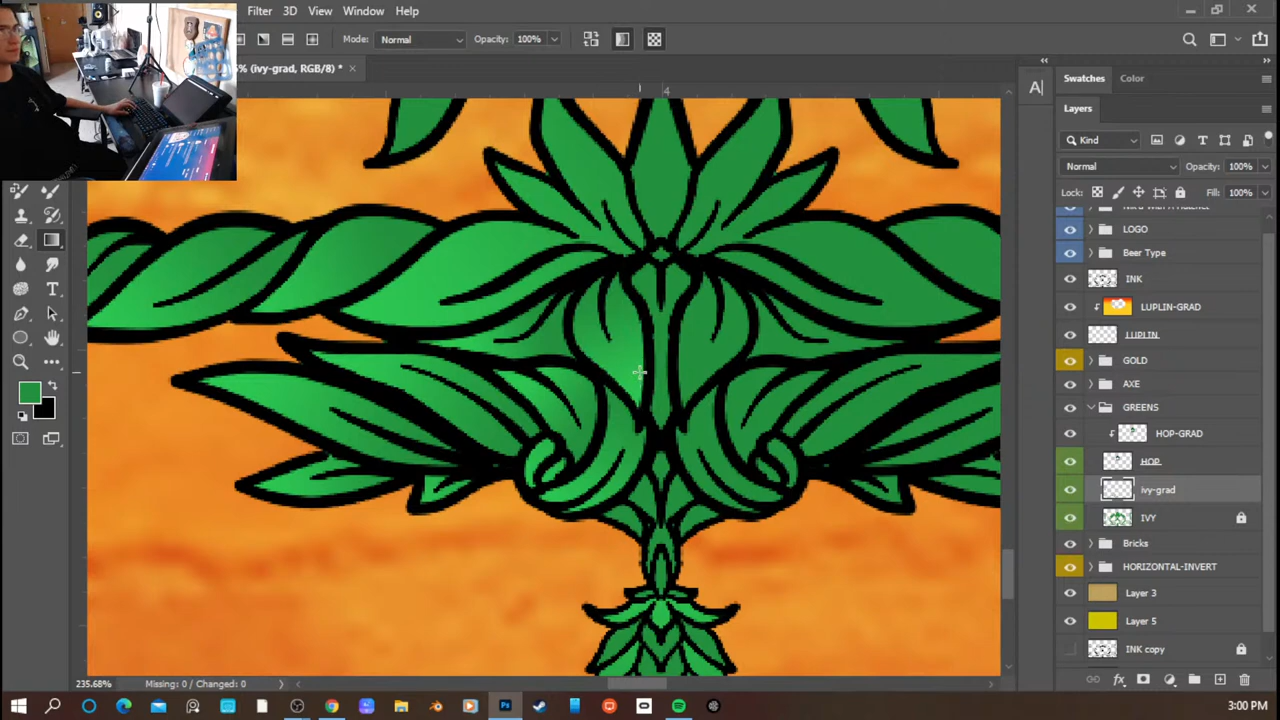 Filter 3D View Window Help
Mode: Normal Opacity: 100%
% (ivy-grad, RGB/8) * ×
4
A|
Swatches Color
Layers
Kind
Normal Opacity: 100%
Lock: Fill: 100%
LOGO
Beer Type
INK
LUPLIN-GRAD
LUPLIN
GOLD
AXE
GREENS
HOP-GRAD
HOP
ivy-grad
IVY
Bricks
HORIZONTAL-INVERT
Layer 3
Layer 5
INK copy
235.68% Missing: 0 / Changed: 0
3:00 PM